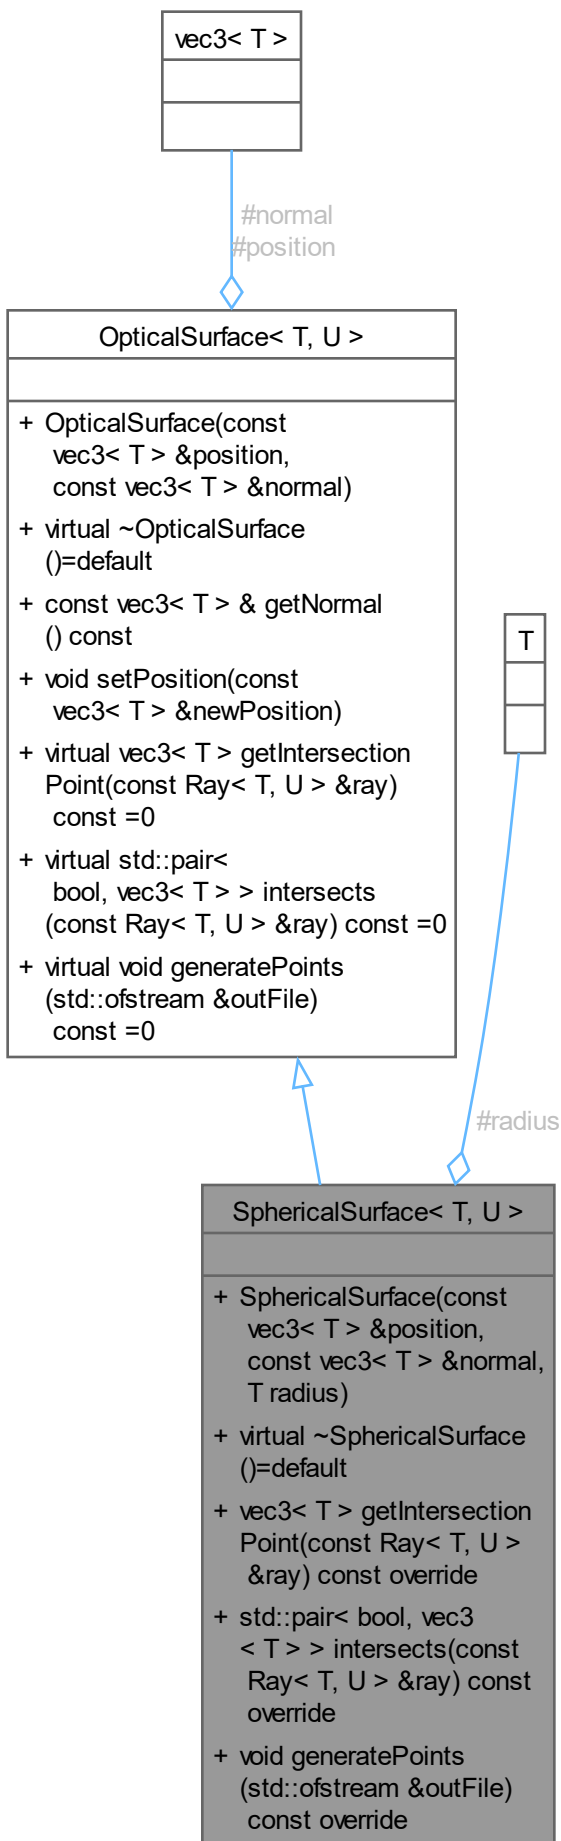 vec3< T >
#normal
#position
OpticalSurface< T, U >
+ OpticalSurface(const
vec3< T > &position,
const vec3< T > &normal)
+ virtual ~OpticalSurface
()=default
+ const vec3< T > & getNormal
() const
+ void setPosition(const
vec3< T > &newPosition)
+ virtual vec3< T > getIntersection
Point(const Ray< T, U > &ray)
const =0
+ virtual std::pair<
bool, vec3< T > > intersects
(const Ray< T, U > &ray) const =0
+ virtual void generatePoints
(std::ofstream &outFile)
const =0
T
#radius
SphericalSurface< T, U >
+ SphericalSurface(const
vec3< T > &position,
const vec3< T > &normal,
T radius)
+ virtual ~SphericalSurface
()=default
+ vec3< T > getIntersection
Point(const Ray< T, U >
&ray) const override
+ std::pair< bool, vec3
< T > > intersects(const
Ray< T, U > &ray) const
override
+ void generatePoints
(std::ofstream &outFile)
const override